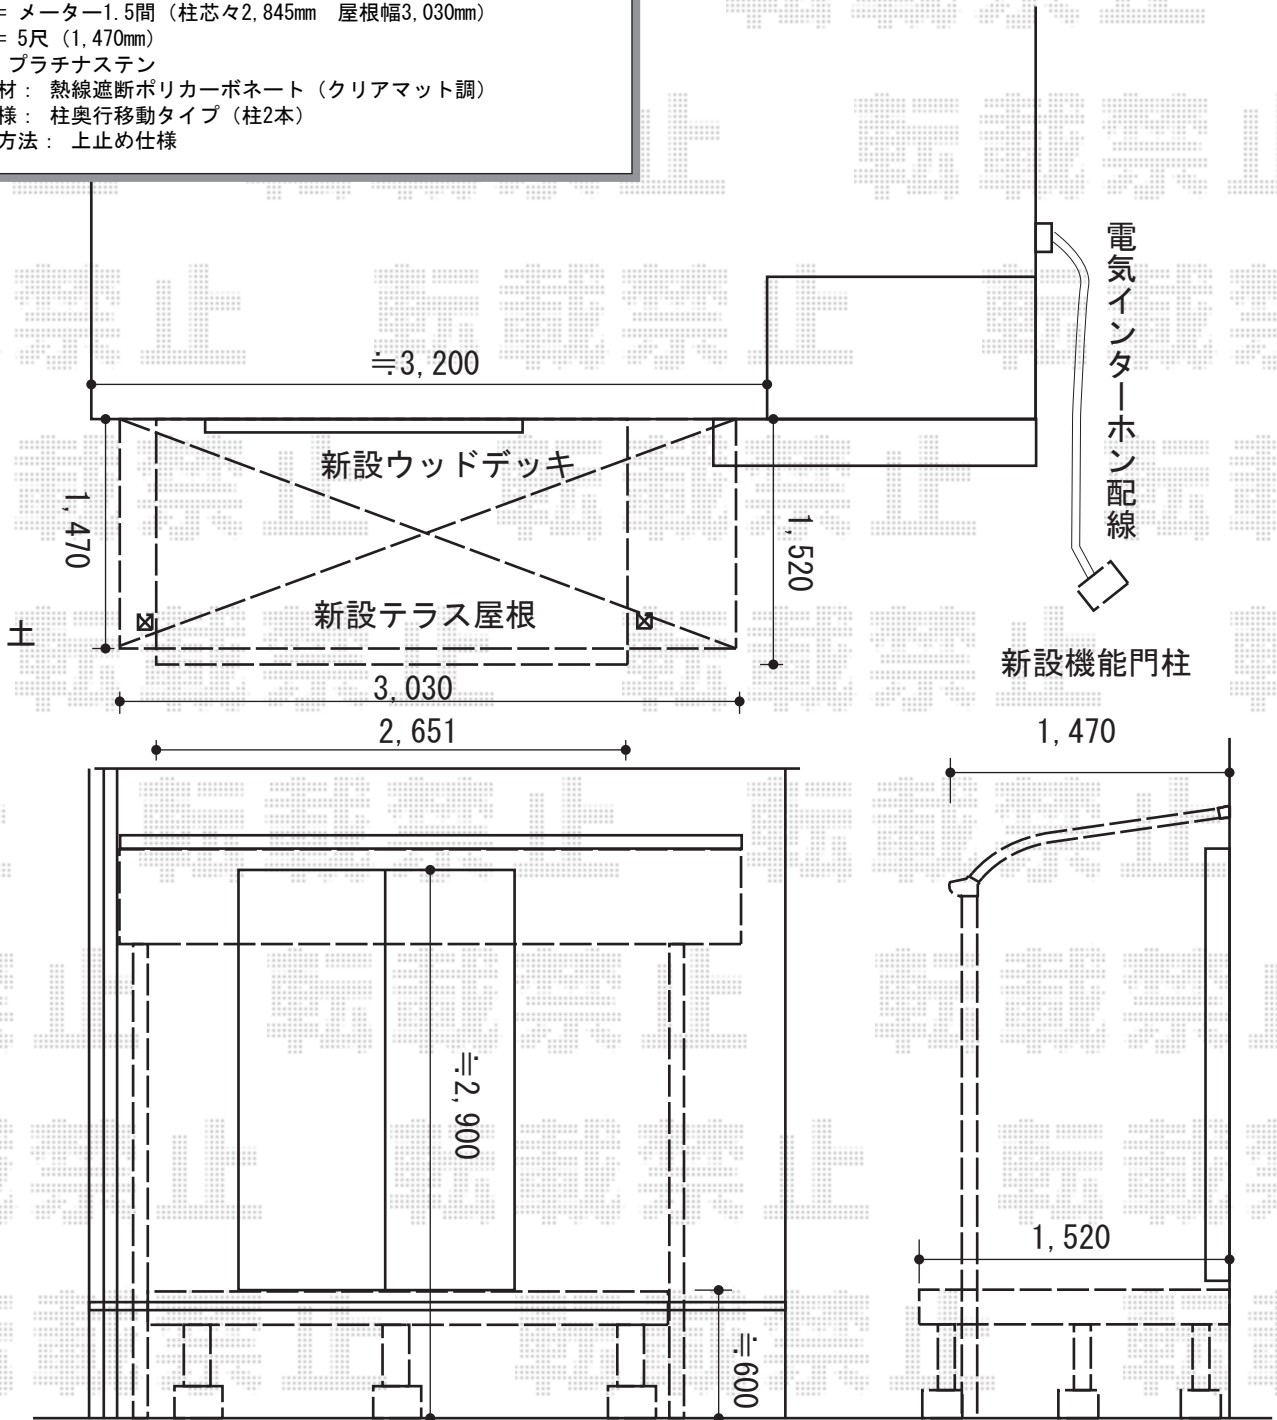 = メーター1.5間（柱芯々2,845mm　屋根幅3,030mm）
= 5尺（1,470mm）
プラチナステン
材： 熱線遮断ポリカーボネート（クリアマット調）
様： 柱奥行移動タイプ（柱2本）
方法： 上止め仕様
電気インターホン配線
≒3,200
新設ウッドデッキ
1,470
1,520
新設テラス屋根
土
新設機能門柱
3,030
2,651
1,470
≒2,900
1,520
≒600
転載禁止